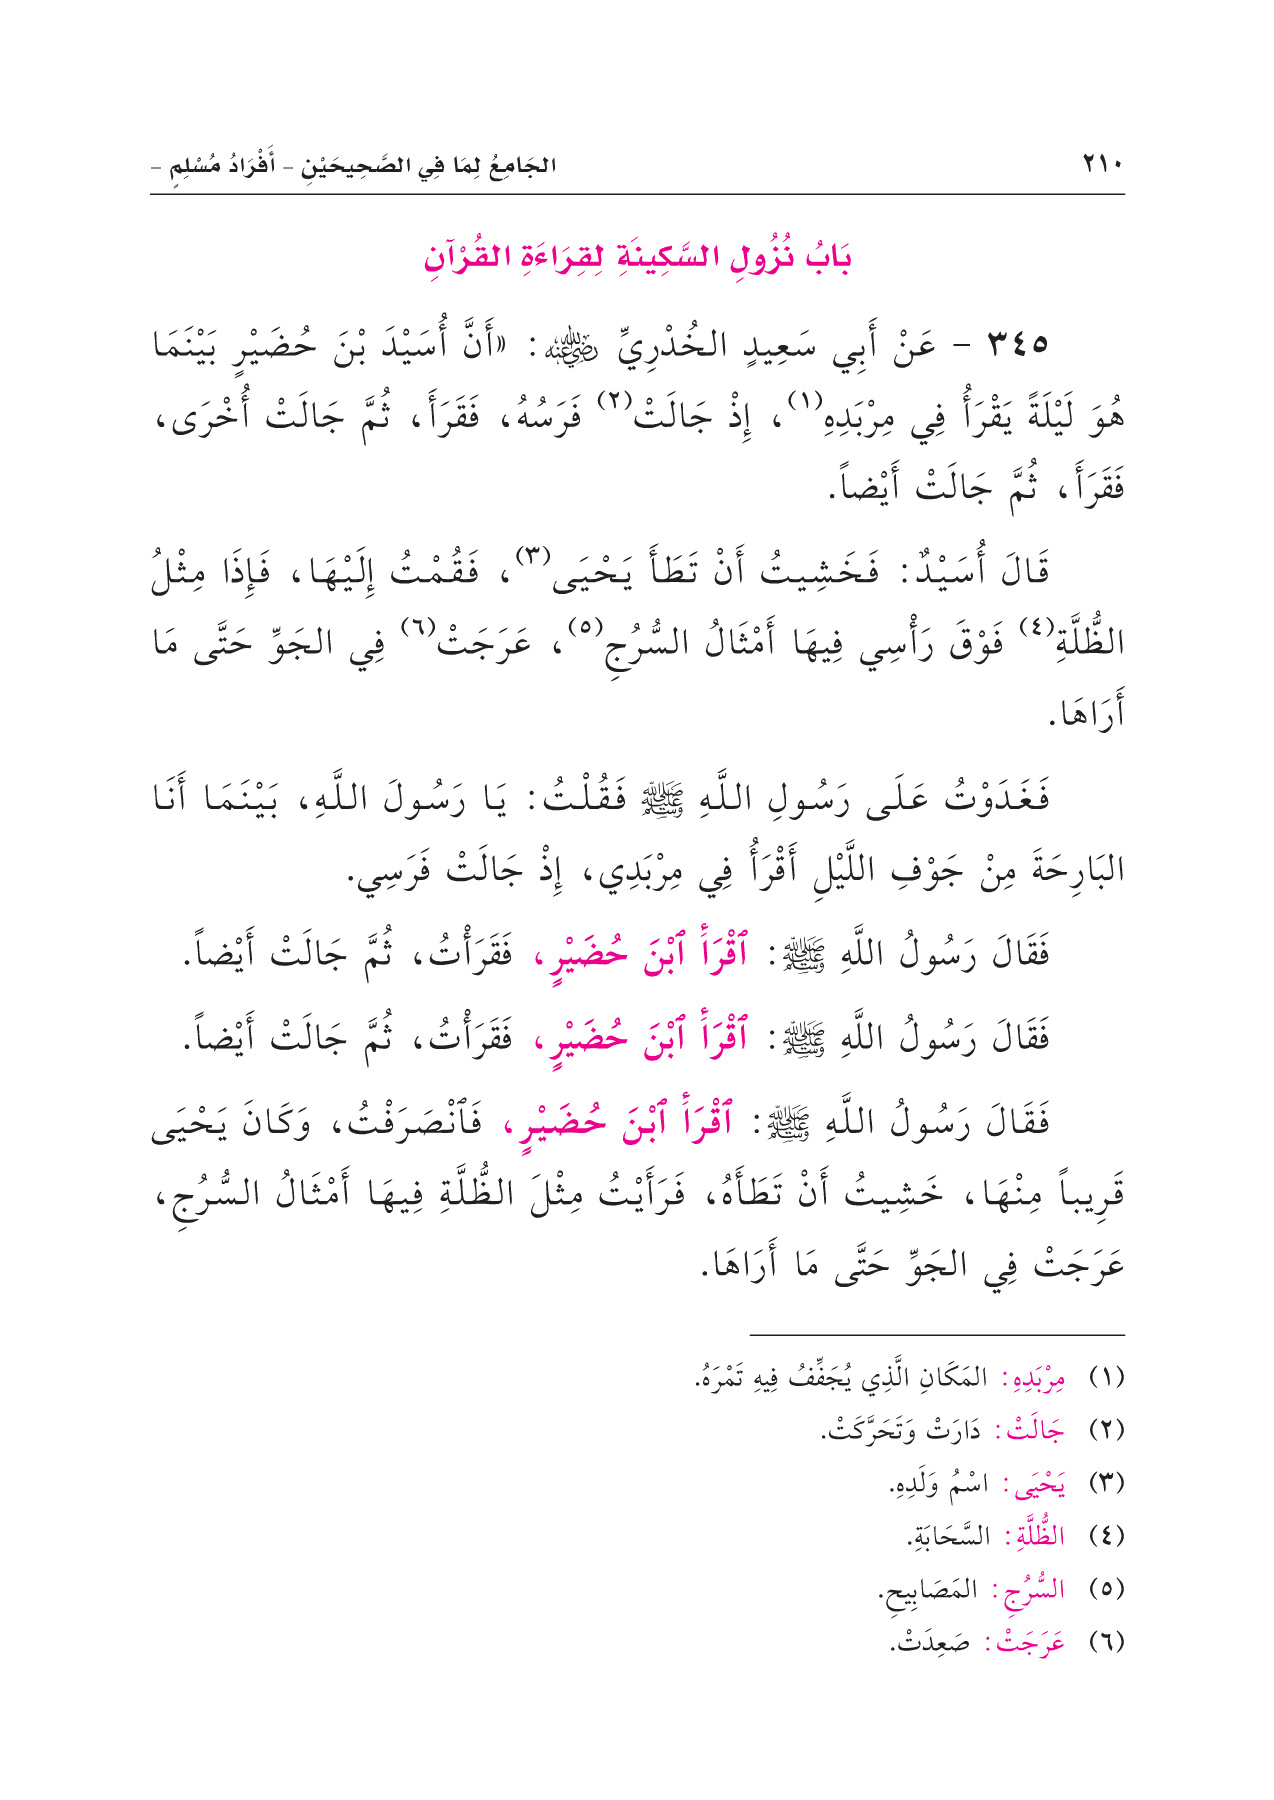 ٢١٠
الجَامِعُ لِمَا فِي الصَّحِيحَيْنِ – أَفْرَادُ مُسْلِمٍ –
بَابُ نُزُولِ السَّكِينَةِ لِقِرَاءَةِ القُرْآنِ
٣٤٥ – عَنْ أَبِي سَعِيدٍ الخُدْرِيِّ رضي الله عنه: «أَنَّ أُسَيْدَ بْنَ حُضَيْرٍ بَيْنَمَا
هُوَ لَيْلَةً يَقْرَأُ فِي مِرْبَدِهِ(١)، إِذْ جَالَتْ(٢) فَرَسُهُ، فَقَرَأَ، ثُمَّ جَالَتْ أُخْرَى،
فَقَرَأَ، ثُمَّ جَالَتْ أَيْضاً.
قَالَ أُسَيْدٌ: فَخَشِيتُ أَنْ تَطَأَ يَحْيَى(٣)، فَقُمْتُ إِلَيْهَا، فَإِذَا مِثْلُ
الظُّلَّةِ(٤) فَوْقَ رَأْسِي فِيهَا أَمْثَالُ السُّرُجِ(٥)، عَرَجَتْ(٦) فِي الجَوِّ حَتَّى مَا
أَرَاهَا.
فَغَدَوْتُ عَلَى رَسُولِ اللَّهِ ﷺ فَقُلْتُ: يَا رَسُولَ اللَّهِ، بَيْنَمَا أَنَا
البَارِحَةَ مِنْ جَوْفِ اللَّيْلِ أَقْرَأُ فِي مِرْبَدِي، إِذْ جَالَتْ فَرَسِي.
فَقَالَ رَسُولُ اللَّهِ ﷺ: ٱقْرَأْ ٱبْنَ حُضَيْرٍ، فَقَرَأْتُ، ثُمَّ جَالَتْ أَيْضاً.
فَقَالَ رَسُولُ اللَّهِ ﷺ: ٱقْرَأْ ٱبْنَ حُضَيْرٍ، فَقَرَأْتُ، ثُمَّ جَالَتْ أَيْضاً.
فَقَالَ رَسُولُ اللَّهِ ﷺ: ٱقْرَأْ ٱبْنَ حُضَيْرٍ، فَٱنْصَرَفْتُ، وَكَانَ يَحْيَى
قَرِيباً مِنْهَا، خَشِيتُ أَنْ تَطَأَهُ، فَرَأَيْتُ مِثْلَ الظُّلَّةِ فِيهَا أَمْثَالُ السُّرُجِ،
عَرَجَتْ فِي الجَوِّ حَتَّى مَا أَرَاهَا.
(١) مِرْبَدِهِ: المَكَانِ الَّذِي يُجَفِّفُ فِيهِ تَمْرَهُ.
(٢) جَالَتْ: دَارَتْ وَتَحَرَّكَتْ.
(٣) يَحْيَى: اسْمُ وَلَدِهِ.
(٤) الظُّلَّةِ: السَّحَابَةِ.
(٥) السُّرُجِ: المَصَابِيحِ.
(٦) عَرَجَتْ: صَعِدَتْ.